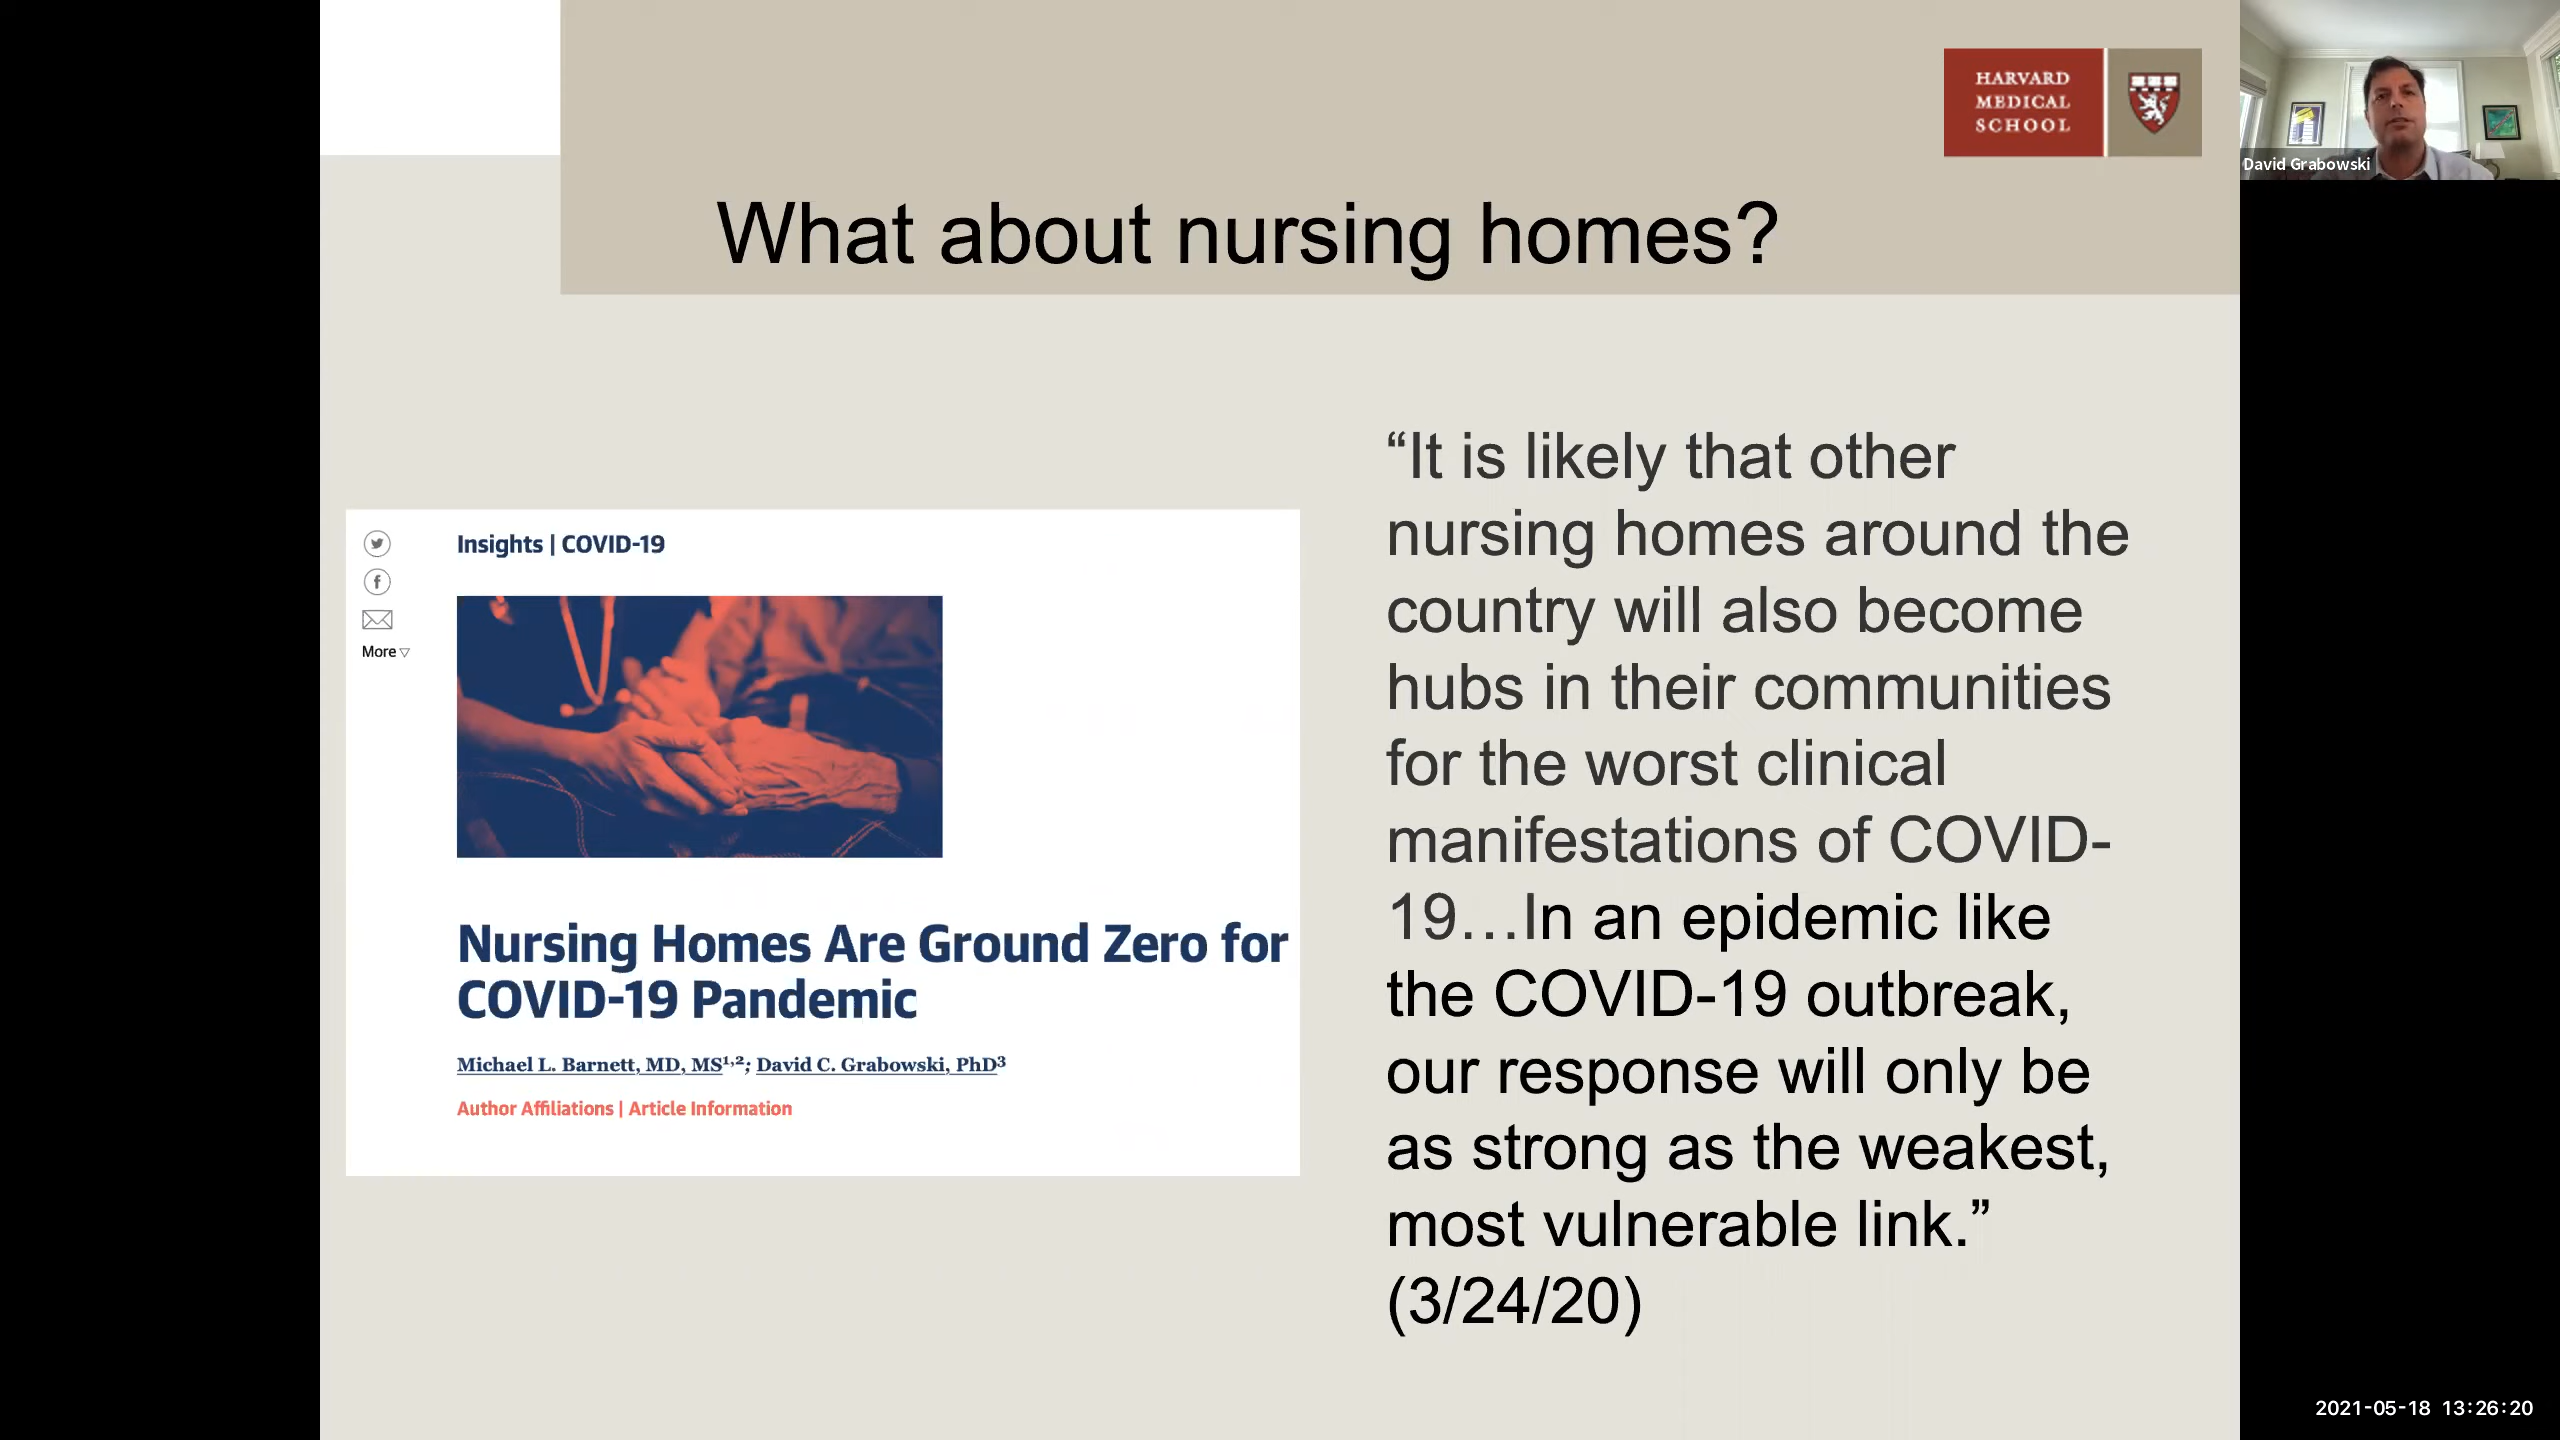 HARVARD
MEDICAL
SCHOOL
David Grabowski
What about nursing homes?
Insights | COVID-19
More
Nursing Homes Are Ground Zero for
COVID-19 Pandemic
Michael L. Barnett, MD, MS¹,²; David C. Grabowski, PhD³
Author Affiliations | Article Information
“It is likely that other
nursing homes around the
country will also become
hubs in their communities
for the worst clinical
manifestations of COVID-
19…In an epidemic like
the COVID-19 outbreak,
our response will only be
as strong as the weakest,
most vulnerable link.”
(3/24/20)
2021-05-18 13:26:20